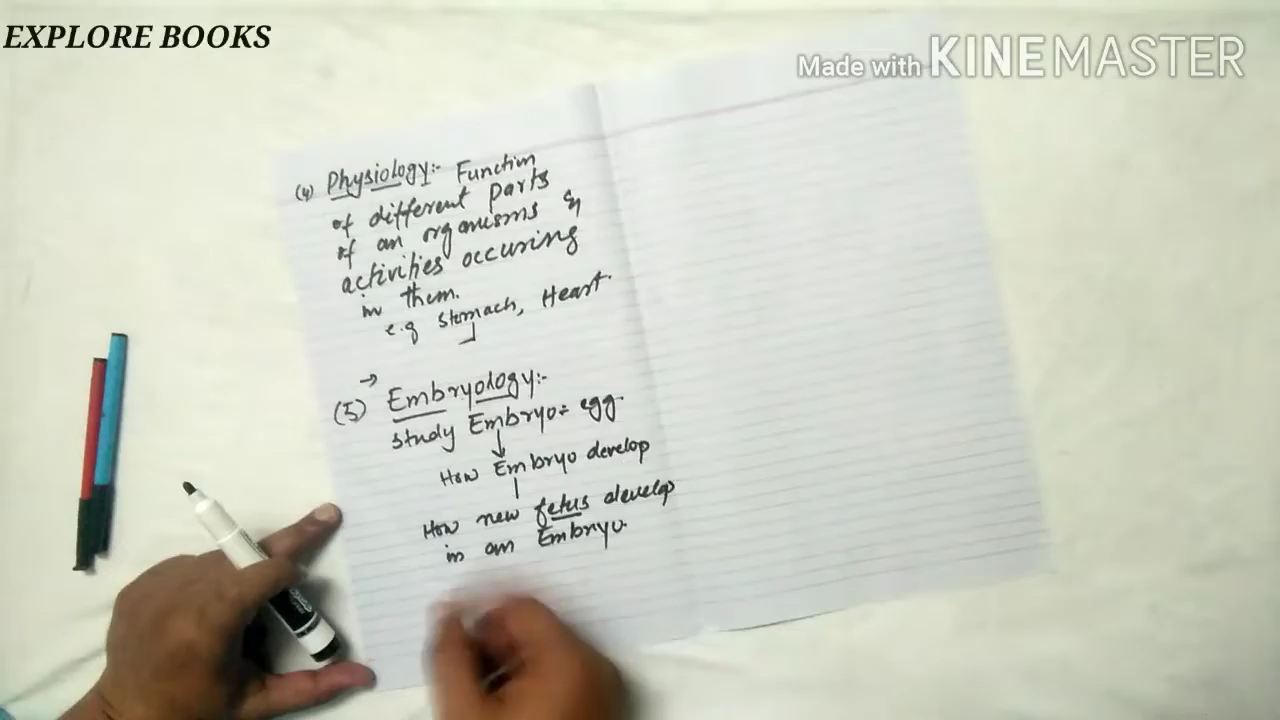 EXPLORE BOOKS
Made with KINEMASTER
(4) Physiology:- Function
of different parts
of an organisms &
activities occuring
in them.
e.g stomach, Heart.
→
(5) Embryology:-
study Embryo = egg.
↓
How Embryo develop
How new fetus develop
in an Embryo.